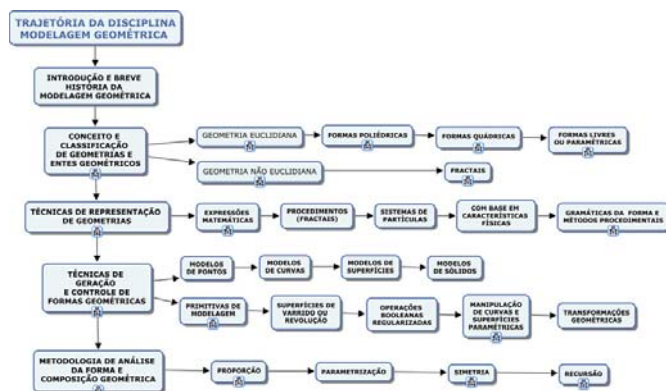 TRAJETÓRIA DA DISCIPLINA
MODELAGEM GEOMÉTRICA
INTRODUÇÃO E BREVE
HISTÓRIA DA
MODELAGEM GEOMÉTRICA
CONCEITO E
CLASSIFICAÇÃO
DE GEOMETRIAS E
ENTES GEOMÉTRICOS
GEOMETRIA EUCLIDIANA
FORMAS POLIÉDRICAS
FORMAS QUÁDRICAS
FORMAS LIVRES
OU PARAMÉTRICAS
GEOMETRIA NÃO EUCLIDIANA
FRACTAIS
TÉCNICAS DE REPRESENTAÇÃO
DE GEOMETRIAS
EXPRESSÕES
MATEMÁTICAS
PROCEDIMENTOS
(FRACTAIS)
SISTEMAS DE
PARTÍCULAS
COM BASE EM
CARACTERÍSTICAS
FÍSICAS
GRAMÁTICAS DA FORMA E
MÉTODOS PROCEDIMENTAIS
TÉCNICAS DE
GERAÇÃO
E CONTROLE DE
FORMAS GEOMÉTRICAS
MODELOS
DE PONTOS
MODELOS
DE CURVAS
MODELOS DE
SUPERFÍCIES
MODELOS
DE SÓLIDOS
PRIMITIVAS DE
MODELAGEM
SUPERFÍCIES DE
VARRIDO OU
REVOLUÇÃO
OPERAÇÕES
BOOLEANAS
REGULARIZADAS
MANIPULAÇÃO
DE CURVAS E
SUPERFÍCIES
PARAMÉTRICAS
TRANSFORMAÇÕES
GEOMÉTRICAS
METODOLOGIA DE ANÁLISE
DA FORMA E
COMPOSIÇÃO GEOMÉTRICA
PROPORÇÃO
PARAMETRIZAÇÃO
SIMETRIA
RECURSÃO